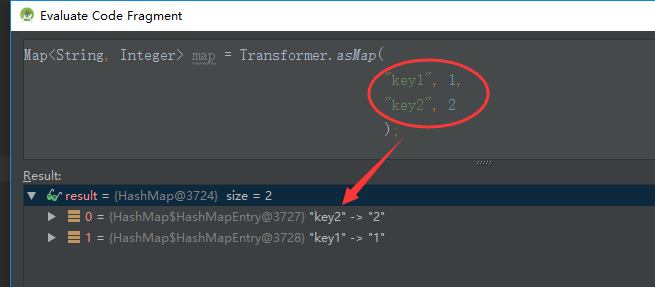 Evaluate Code Fragment
Map<String, Integer> map = Transformer.asMap(
"key1", 1,
"key2", 2
);
Result:
result = {HashMap@3724} size = 2
0 = {HashMap$HashMapEntry@3727} "key2" -> "2"
1 = {HashMap$HashMapEntry@3728} "key1" -> "1"